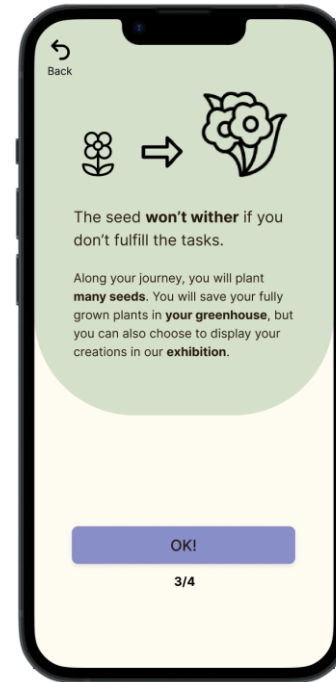 Back
The seed won't wither if you
don't fulfill the tasks.
Along your journey, you will plant
many seeds. You will save your fully
grown plants in your greenhouse, but
you can also choose to display your
creations in our exhibition.
OK!
3/4